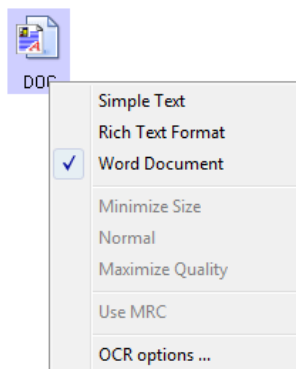 DOC
Simple Text
Rich Text Format
Word Document
Minimize Size
Normal
Maximize Quality
Use MRC
OCR options ...